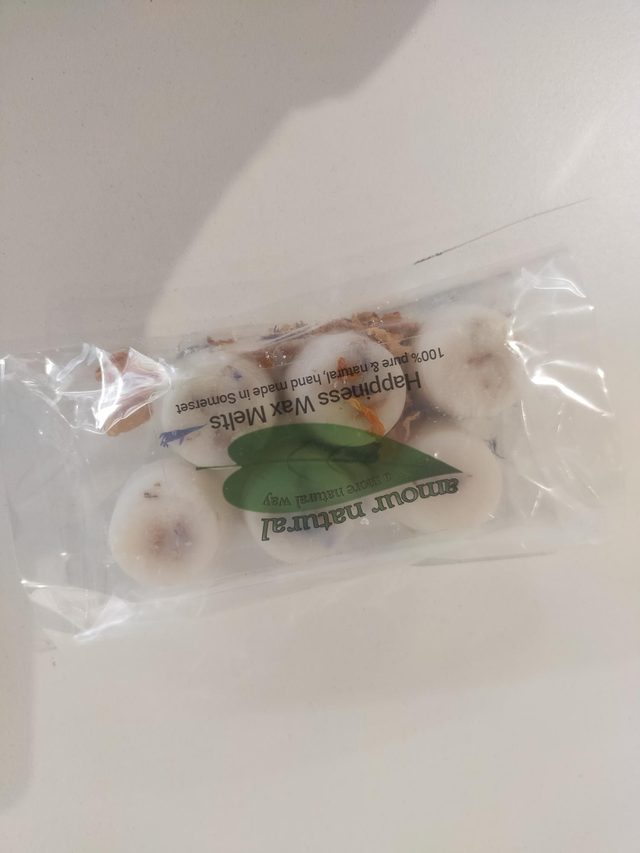 amour natural
a more natural way
Happiness Wax Melts
100% pure & natural, hand made in Somerset